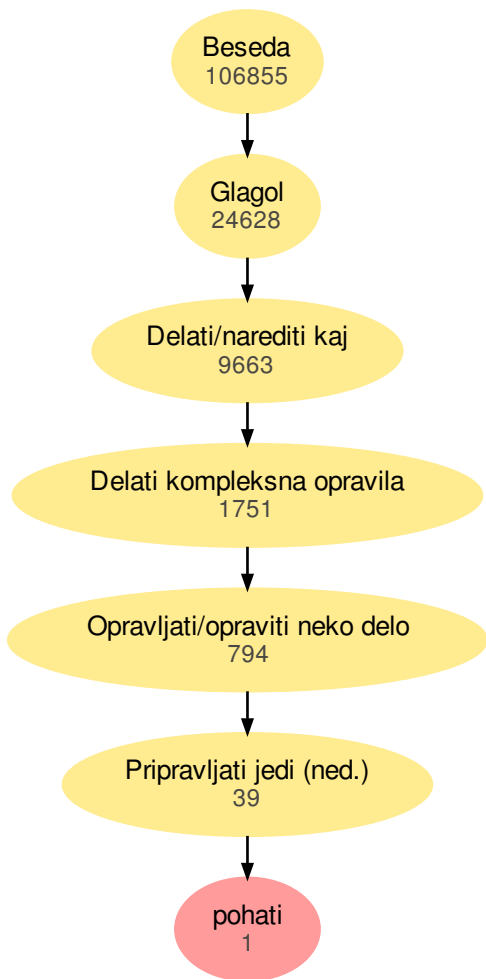 Beseda
106855
Glagol
24628
Delati/narediti kaj
9663
Delati kompleksna opravila
1751
Opravljati/opraviti neko delo
794
Pripravljati jedi (ned.)
39
pohati
1